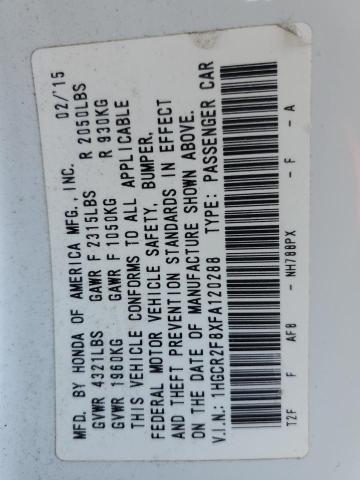 MFD. BY HONDA OF AMERICA MFG., INC. 02/'15
GVWR 4321LBS GAWR F 2315LBS R 2050LBS
GVWR 1960KG GAWR F 1050KG R 930KG
THIS VEHICLE CONFORMS TO ALL APPLICABLE
FEDERAL MOTOR VEHICLE SAFETY, BUMPER,
AND THEFT PREVENTION STANDARDS IN EFFECT
ON THE DATE OF MANUFACTURE SHOWN ABOVE.
V.I.N.: 1HGCR2F8XFA120288 TYPE: PASSENGER CAR
T2F F AF8 - NH788PX - F - A